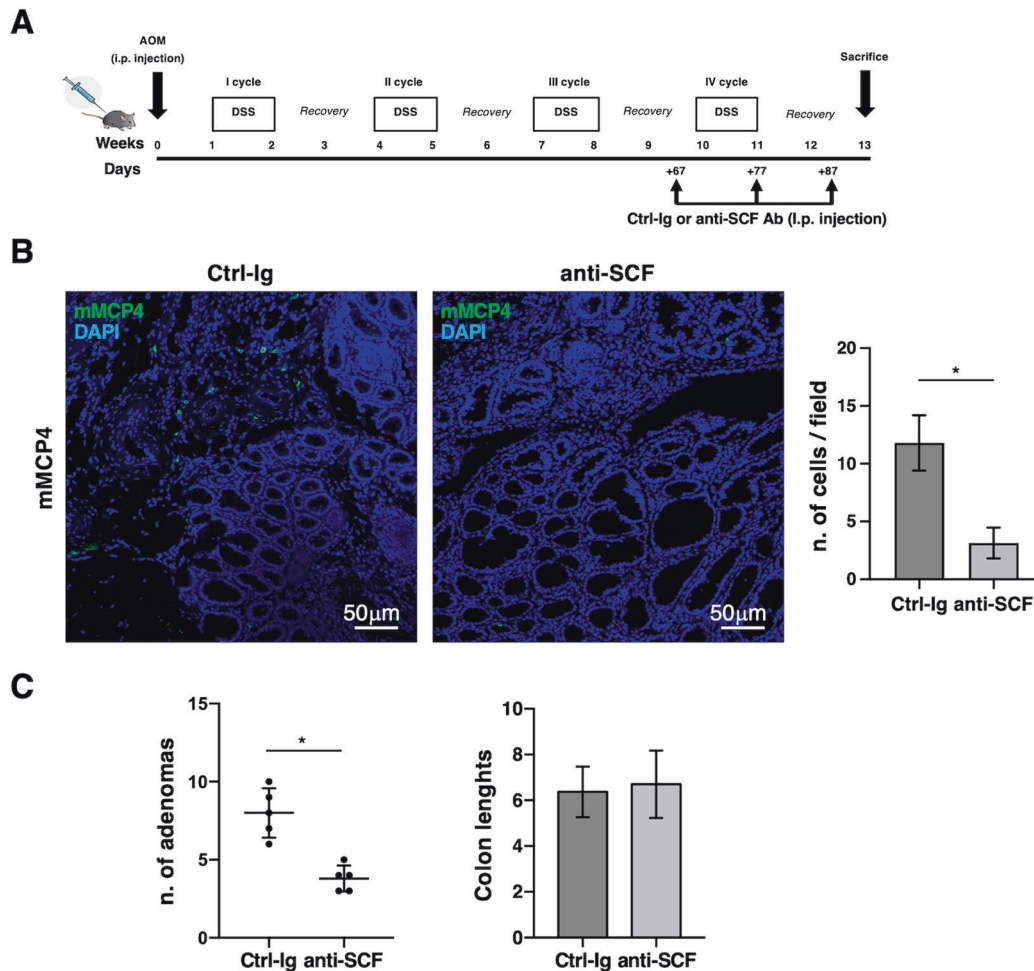 A
AOM
(i.p. injection)
Sacrifice
I cycle
II cycle
III cycle
IV cycle
DSS
Recovery
DSS
Recovery
DSS
Recovery
DSS
Recovery
Weeks 0 1 2 3 4 5 6 7 8 9 10 11 12 13
Days
+67 +77 +87
Ctrl-Ig or anti-SCF Ab (I.p. injection)
B
Ctrl-Ig
anti-SCF
mMCP4
mMCP4
DAPI
50μm
mMCP4
DAPI
50μm
n. of cells / field
20
15
10
5
0
*
Ctrl-Ig anti-SCF
C
n. of adenomas
15
10
5
0
*
Ctrl-Ig anti-SCF
Colon lenghts
10
8
6
4
2
0
Ctrl-Ig anti-SCF